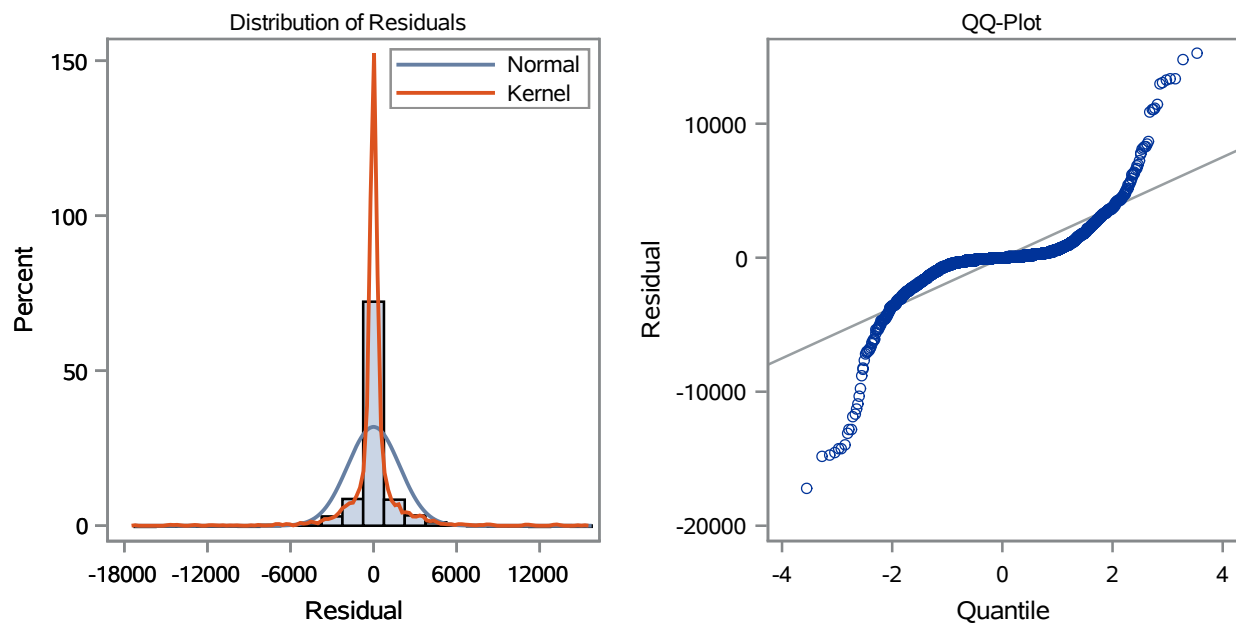 Distribution of Residuals
Normal
Kernel
150
100
50
0
Percent
-18000 -12000 -6000 0 6000 12000
Residual
QQ-Plot
10000
0
-10000
-20000
Residual
-4 -2 0 2 4
Quantile